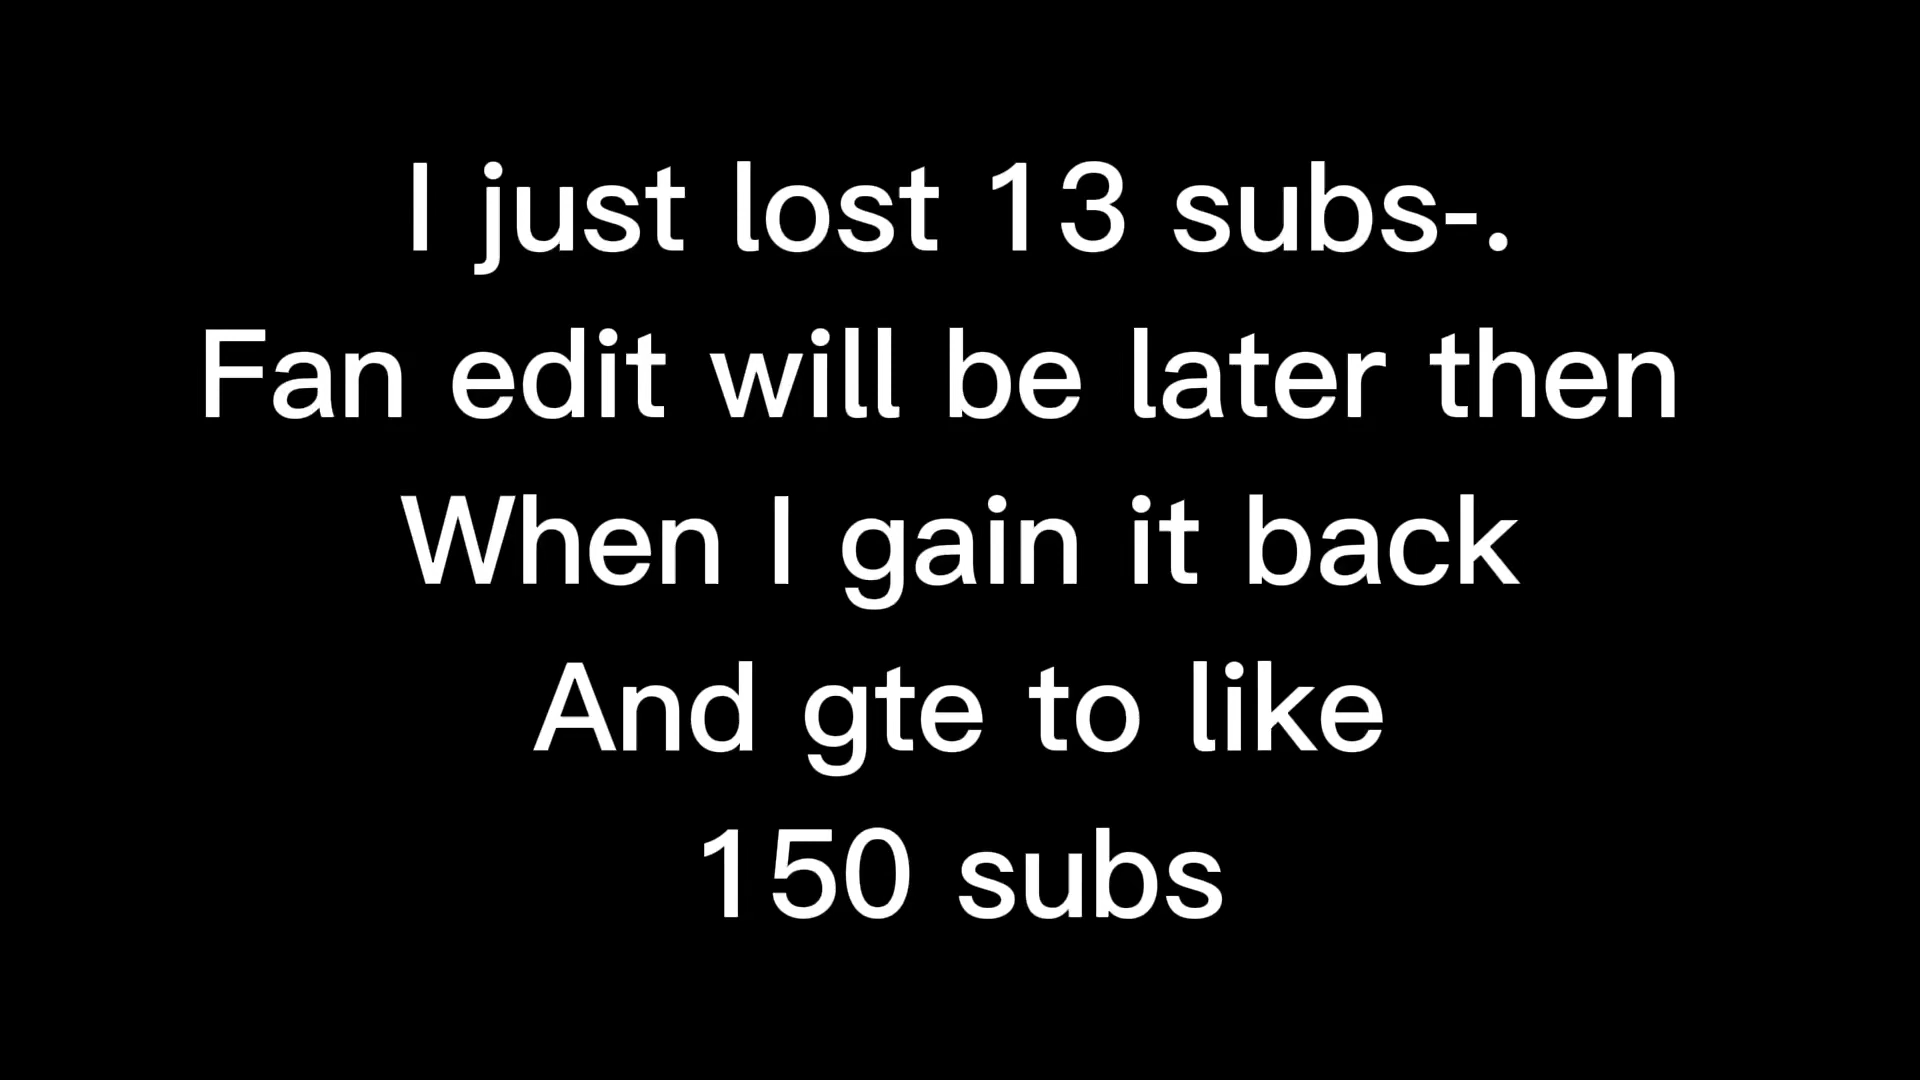 I just lost 13 subs-.
Fan edit will be later then
When I gain it back
And gte to like
150 subs